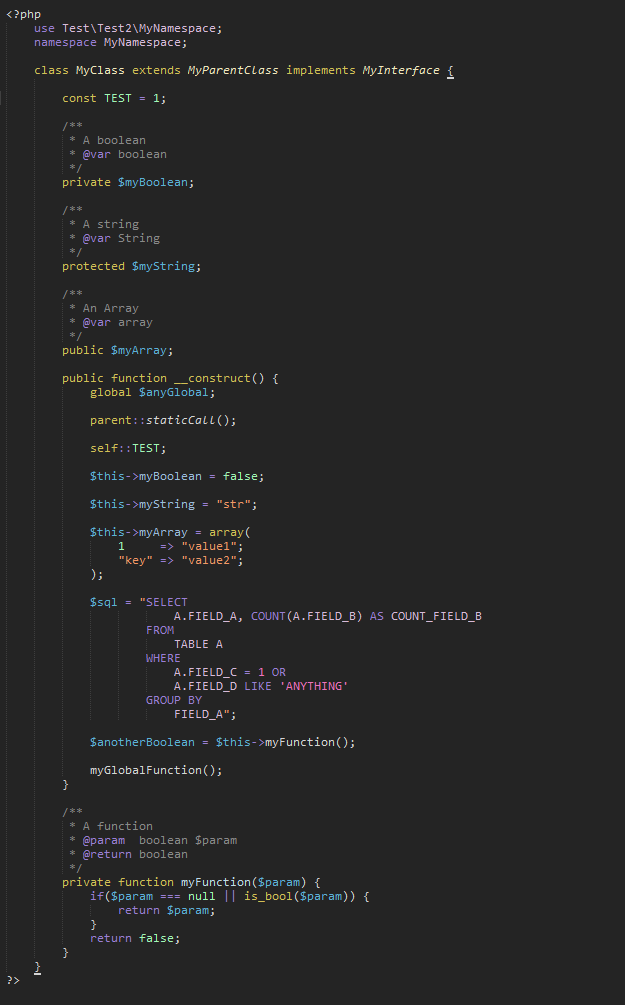 <?php
    use Test\Test2\MyNamespace;
    namespace MyNamespace;

    class MyClass extends MyParentClass implements MyInterface {

        const TEST = 1;

        /**
         * A boolean
         * @var boolean
         */
        private $myBoolean;

        /**
         * A string
         * @var String
         */
        protected $myString;

        /**
         * An Array
         * @var array
         */
        public $myArray;

        public function __construct() {
            global $anyGlobal;

            parent::staticCall();

            self::TEST;

            $this->myBoolean = false;

            $this->myString = "str";

            $this->myArray = array(
                1     => "value1";
                "key" => "value2";
            );

            $sql = "SELECT
                        A.FIELD_A, COUNT(A.FIELD_B) AS COUNT_FIELD_B
                    FROM
                        TABLE A
                    WHERE
                        A.FIELD_C = 1 OR
                        A.FIELD_D LIKE 'ANYTHING'
                    GROUP BY
                        FIELD_A";

            $anotherBoolean = $this->myFunction();

            myGlobalFunction();
        }

        /**
         * A function
         * @param  boolean $param
         * @return boolean
         */
        private function myFunction($param) {
            if($param === null || is_bool($param)) {
                return $param;
            }
            return false;
        }
    }
?>